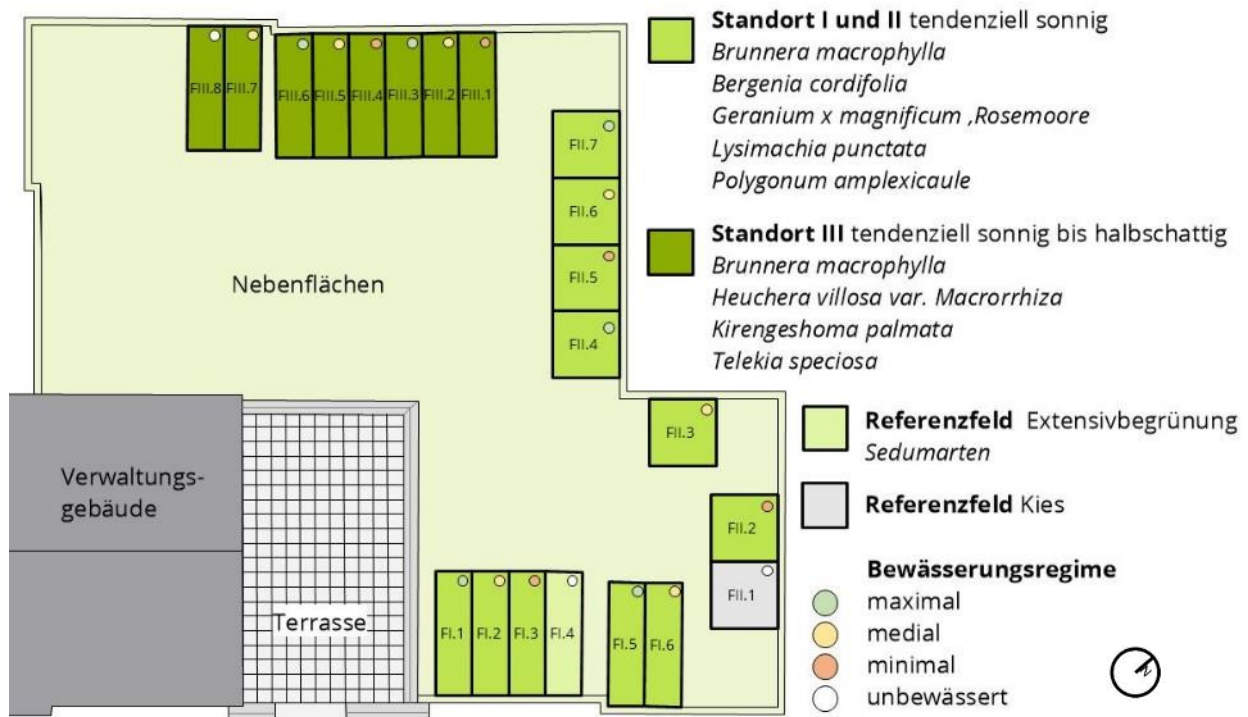 FIII.8
FIII.7
FIII.6
FIII.5
FIII.4
FIII.3
FIII.2
FIII.1
FII.7
FII.6
FII.5
FII.4
FII.3
FII.2
FII.1
Nebenflächen
Verwaltungs-
gebäude
Terrasse
FI.1
FI.2
FI.3
FI.4
FI.5
FI.6
Standort I und II tendenziell sonnig
Brunnera macrophylla
Bergenia cordifolia
Geranium x magnificum ,Rosemoore
Lysimachia punctata
Polygonum amplexicaule
Standort III tendenziell sonnig bis halbschattig
Brunnera macrophylla
Heuchera villosa var. Macrorrhiza
Kirengeshoma palmata
Telekia speciosa
Referenzfeld Extensivbegrünung
Sedumarten
Referenzfeld Kies
Bewässerungsregime
maximal
medial
minimal
unbewässert
N